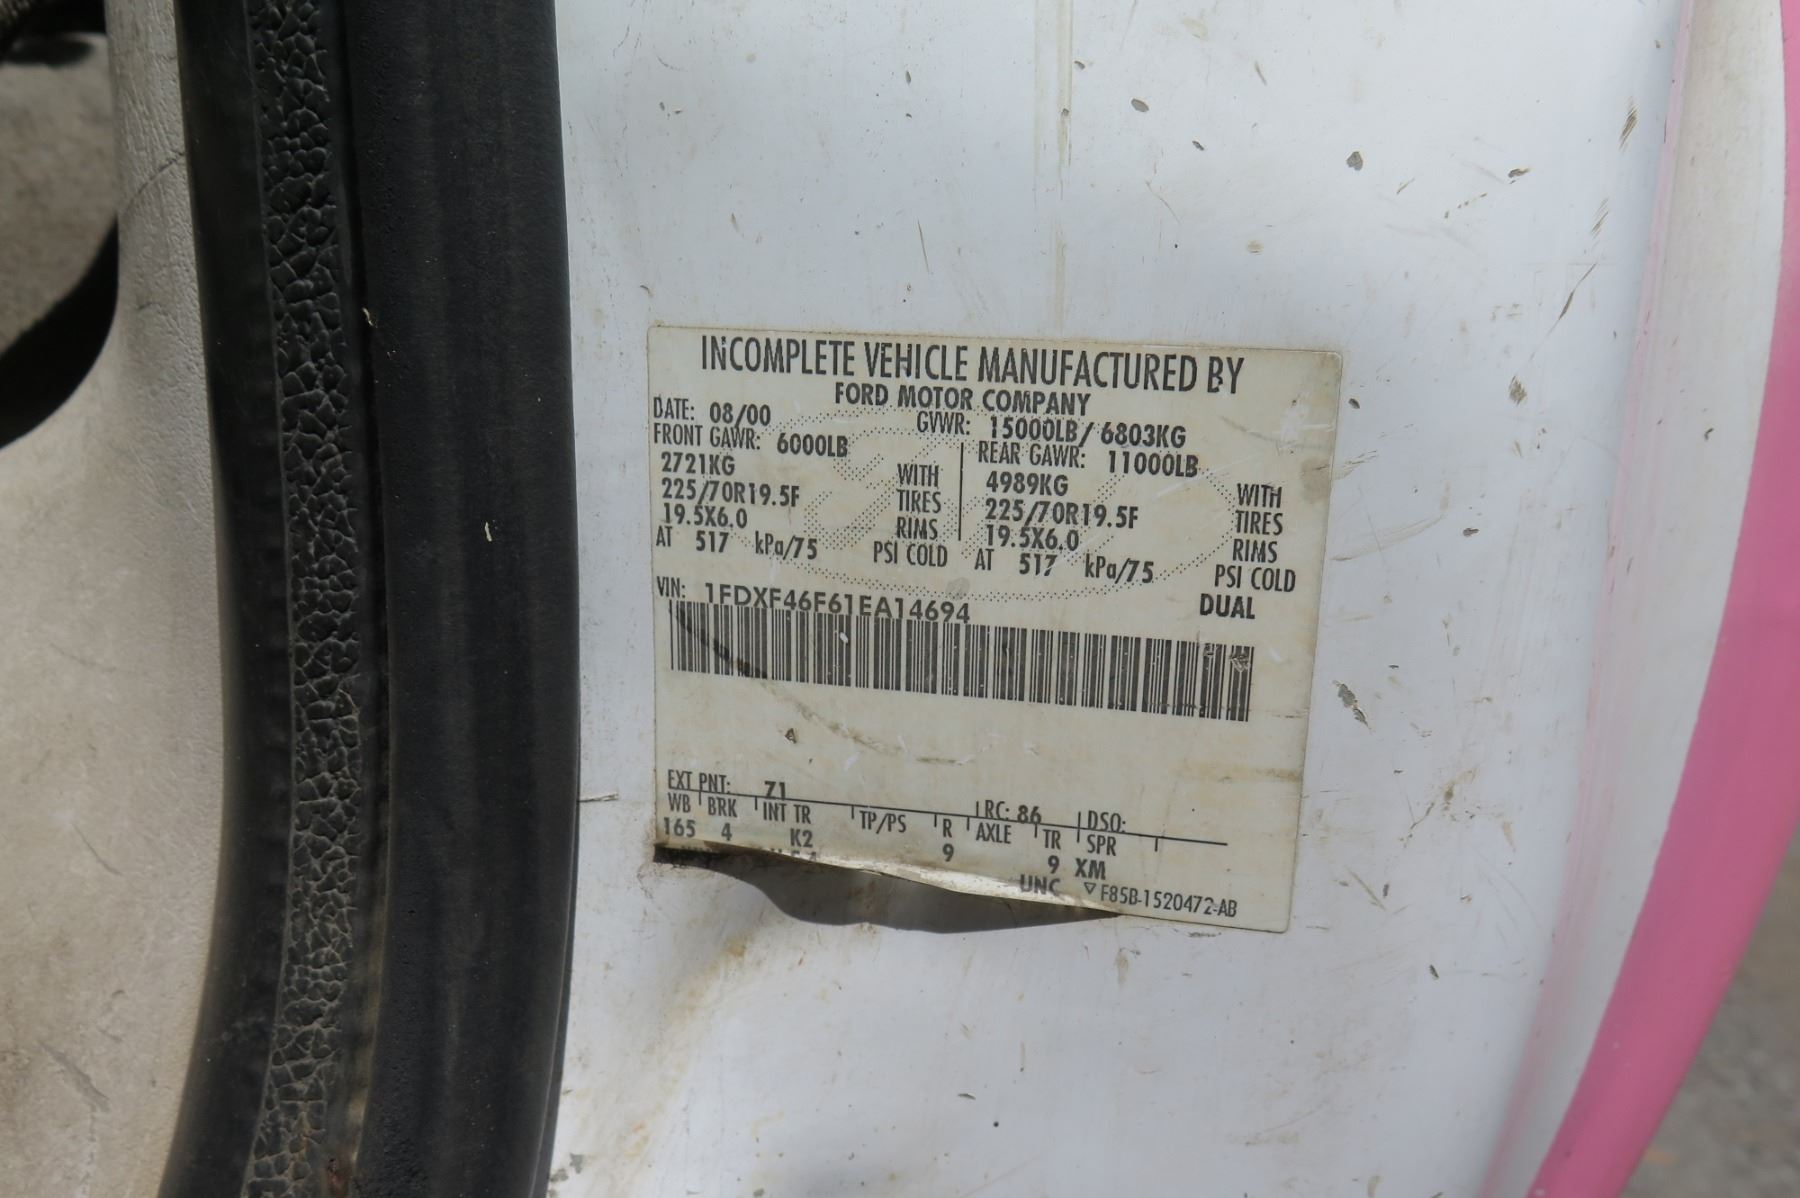 INCOMPLETE VEHICLE MANUFACTURED BY
FORD MOTOR COMPANY
DATE: 08/00 GVWR: 15000LB/ 6803KG
FRONT GAWR: 6000LB REAR GAWR: 11000LB
2721KG WITH 4989KG WITH
225/70R19.5F TIRES 225/70R19.5F TIRES
19.5X6.0 RIMS 19.5X6.0 RIMS
AT 517 kPa/75 PSI COLD AT 517 kPa/75 PSI COLD
VIN: 1FDXF46F61EA14694 DUAL
EXT PNT: Z1 RC: 86 DSO:
WB BRK INT TR TP/PS R AXLE TR SPR
165 4 K2 9 9 XM
UNC F85B-1520472-AB